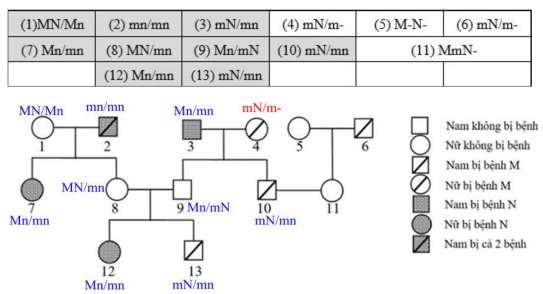 (1)MN/Mn (2) mn/mn (3) mN/mn (4) mN/m- (5) M-N- (6) mN/m-
(7) Mn/mn (8) MN/mn (9) Mn/mN (10) mN/mn (11) MmN-
(12) Mn/mn (13) mN/mn
MN/Mn mn/mn Mn/mn mN/m-
1 2 3 4 5 6
MN/mn Mn/mN
7 8 9 10 11
Mn/mn mN/mn
12 13
Mn/mn mN/mn
Nam không bị bệnh
Nữ không bị bệnh
Nam bị bệnh M
Nữ bị bệnh M
Nam bị bệnh N
Nữ bị bệnh N
Nam bị cả 2 bệnh